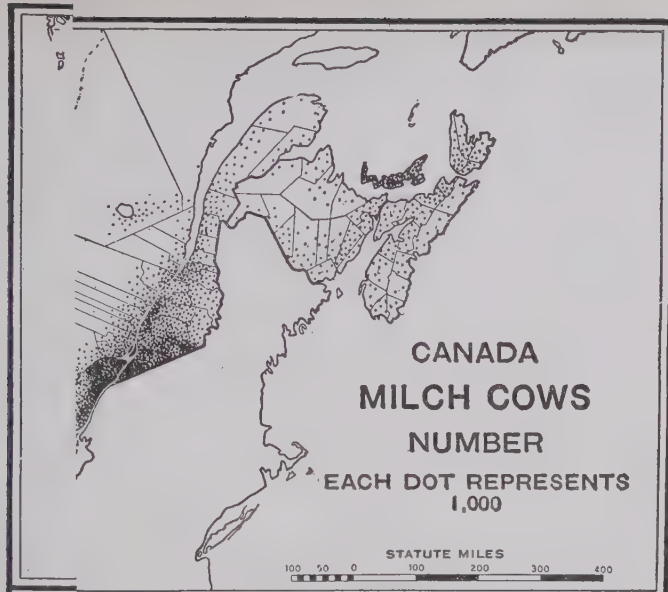 CANADA
MILCH COWS
NUMBER
EACH DOT REPRESENTS
1,000
STATUTE MILES
100 50 0 100 200 300 400